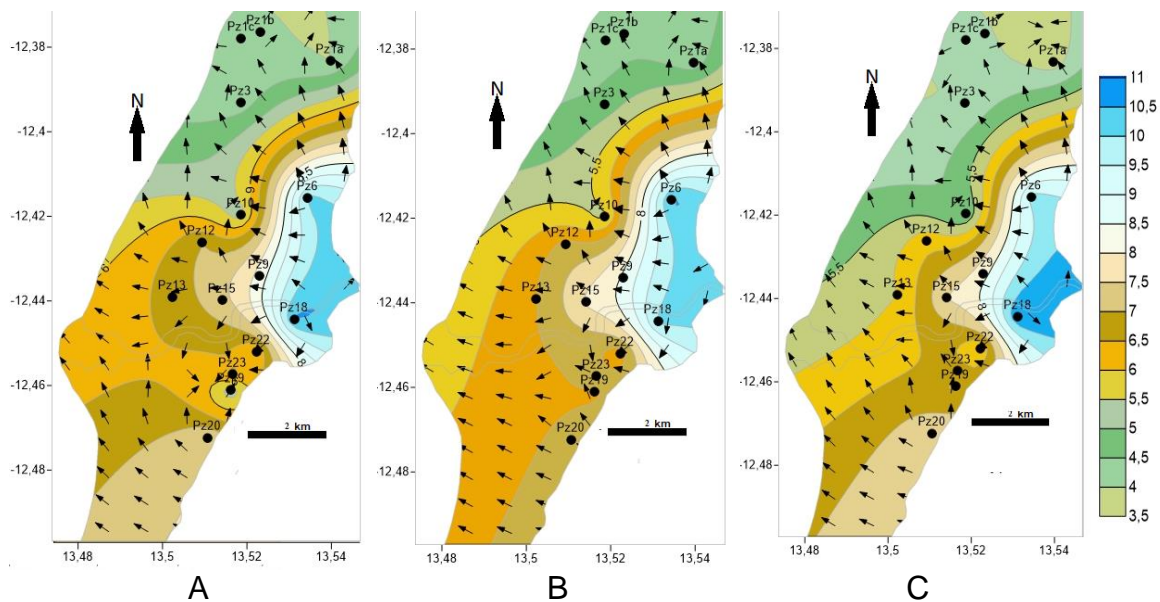 Pz1b
Pz1c
Pz1a
Pz3
N
-12,38
-12,4
-12,42
-12,44
-12,46
-12,48
Pz6
Pz10
Pz12
Pz9
Pz13
Pz15
Pz18
Pz22
Pz23
Pz20
6
8
2 km
13,48
13,5
13,52
13,54
A
Pz1b
Pz1c
Pz1a
Pz3
N
-12,38
-12,4
-12,42
-12,44
-12,46
-12,48
5,5
Pz6
8
Pz10
Pz12
Pz9
Pz13
Pz15
Pz18
Pz22
Pz23
Pz19
Pz20
2 km
13,48
13,5
13,52
13,54
B
Pz1b
Pz1c
Pz1a
Pz3
N
-12,38
-12,4
-12,42
-12,44
-12,46
-12,48
5,5
Pz6
Pz10
Pz12
Pz9
Pz13
Pz15
8
Pz18
5,5
Pz22
Pz23
Pz19
Pz20
2 km
13,48
13,5
13,52
13,54
C
11
10,5
10
9,5
9
8,5
8
7,5
7
6,5
6
5,5
5
4,5
4
3,5